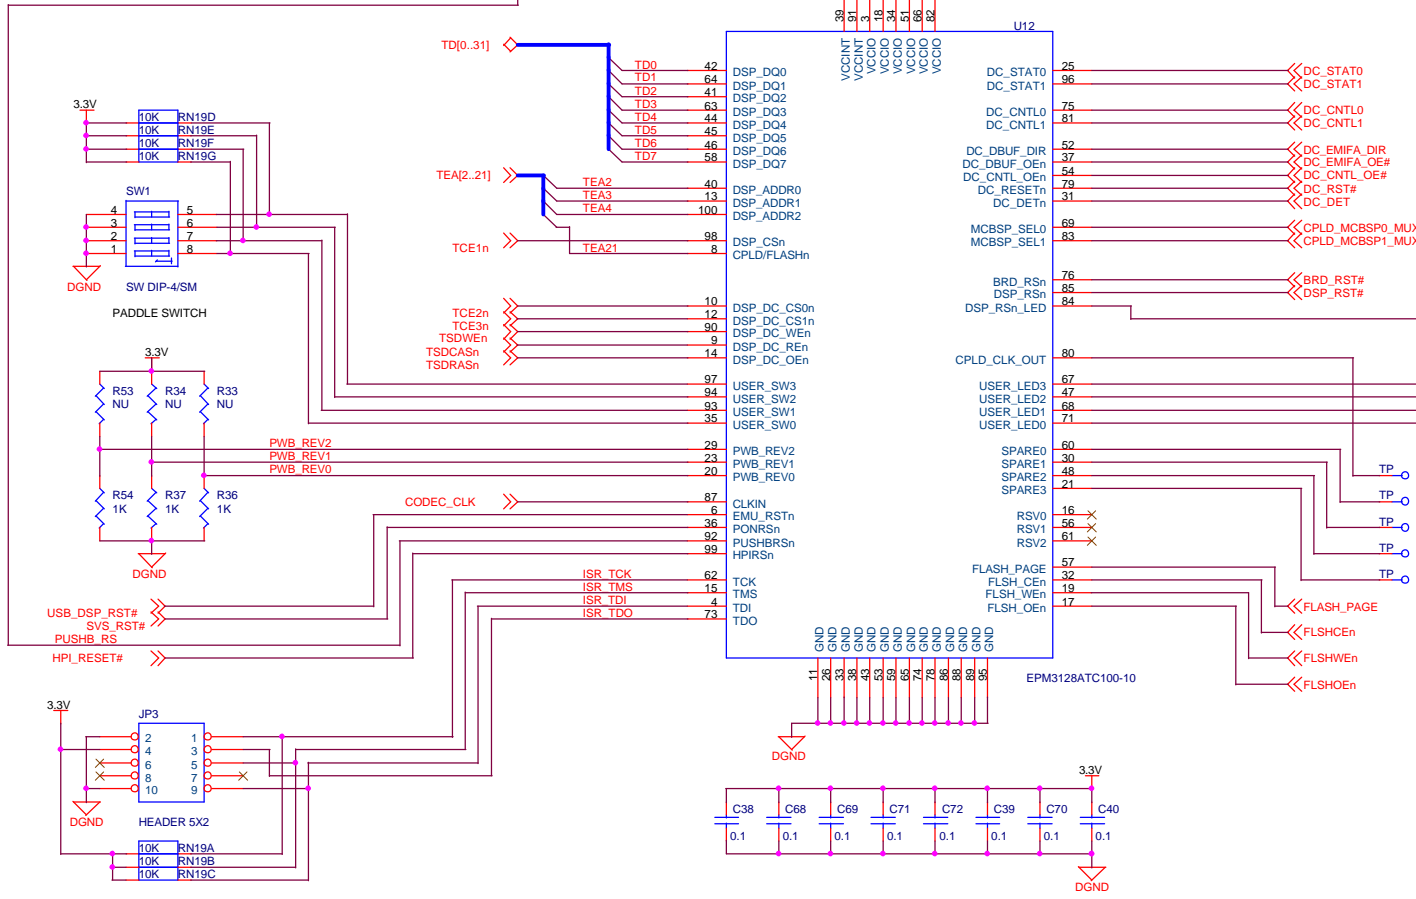 39
91
3
18
34
51
66
82
VCCINT
VCCINT
VCCIO
VCCIO
VCCIO
VCCIO
VCCIO
VCCIO
U12
TD[0..31]
TD0
42
DSP_DQ0
TD1
64
DSP_DQ1
TD2
41
DSP_DQ2
TD3
63
DSP_DQ3
TD4
44
DSP_DQ4
TD5
45
DSP_DQ5
TD6
46
DSP_DQ6
TD7
58
DSP_DQ7
TEA[2..21]
TEA2
40
DSP_ADDR0
TEA3
13
DSP_ADDR1
TEA4
100
DSP_ADDR2
TCE1n
98
DSP_CSn
TEA21
8
CPLD/FLASHn
TCE2n
10
DSP_DC_CS0n
TCE3n
12
DSP_DC_CS1n
TSDWEn
90
DSP_DC_WEn
TSDCASn
9
DSP_DC_REn
TSDRASn
14
DSP_DC_OEn
97
USER_SW3
94
USER_SW2
93
USER_SW1
35
USER_SW0
PWB_REV2
29
PWB_REV2
PWB_REV1
23
PWB_REV1
PWB_REV0
20
PWB_REV0
CODEC_CLK
87
CLKIN
6
EMU_RSTn
36
PONRSn
92
PUSHBRSn
99
HPIRSn
ISR_TCK
62
TCK
ISR_TMS
15
TMS
ISR_TDI
4
TDI
ISR_TDO
73
TDO
3.3V
10K RN19D
10K RN19E
10K RN19F
10K RN19G
SW1
4 5
3 6
2 7
1 8
DGND
SW DIP-4/SM
PADDLE SWITCH
3.3V
R53
NU
R34
NU
R33
NU
R54
1K
R37
1K
R36
1K
DGND
USB_DSP_RST#
SVS_RST#
PUSHB_RS
HPI_RESET#
3.3V
JP3
2 1
4 3
6 5
8 7
10 9
DGND
HEADER 5X2
10K RN19A
10K RN19B
10K RN19C
DC_STAT0
25
DC_STAT0
DC_STAT1
96
DC_STAT1
DC_CNTL0
75
DC_CNTL0
DC_CNTL1
81
DC_CNTL1
DC_DBUF_DIR
52
DC_EMIFA_DIR
DC_DBUF_OEn
37
DC_EMIFA_OE#
DC_CNTL_OEn
54
DC_CNTL_OE#
DC_RESETn
79
DC_RST#
DC_DETn
31
DC_DET
MCBSP_SEL0
69
CPLD_MCBSP0_MUX
MCBSP_SEL1
83
CPLD_MCBSP1_MUX
BRD_RSn
76
BRD_RST#
DSP_RSn
85
DSP_RST#
DSP_RSn_LED
84
CPLD_CLK_OUT
80
USER_LED3
67
USER_LED2
47
USER_LED1
68
USER_LED0
71
SPARE0
60
SPARE1
30
SPARE2
48
SPARE3
21
TP
TP
TP
TP
TP
RSV0
16
RSV1
56
RSV2
61
FLASH_PAGE
57
FLSH_CEn
32
FLSH_WEn
19
FLSH_OEn
17
FLASH_PAGE
FLSHCEn
FLSHWEn
FLSHOEn
GND GND GND GND GND GND GND GND GND GND GND GND GND GND
11 26 33 38 43 53 59 65 74 78 86 88 89 95
EPM3128ATC100-10
DGND
3.3V
C38 C68 C69 C71 C72 C39 C70 C40
0.1 0.1 0.1 0.1 0.1 0.1 0.1 0.1
DGND